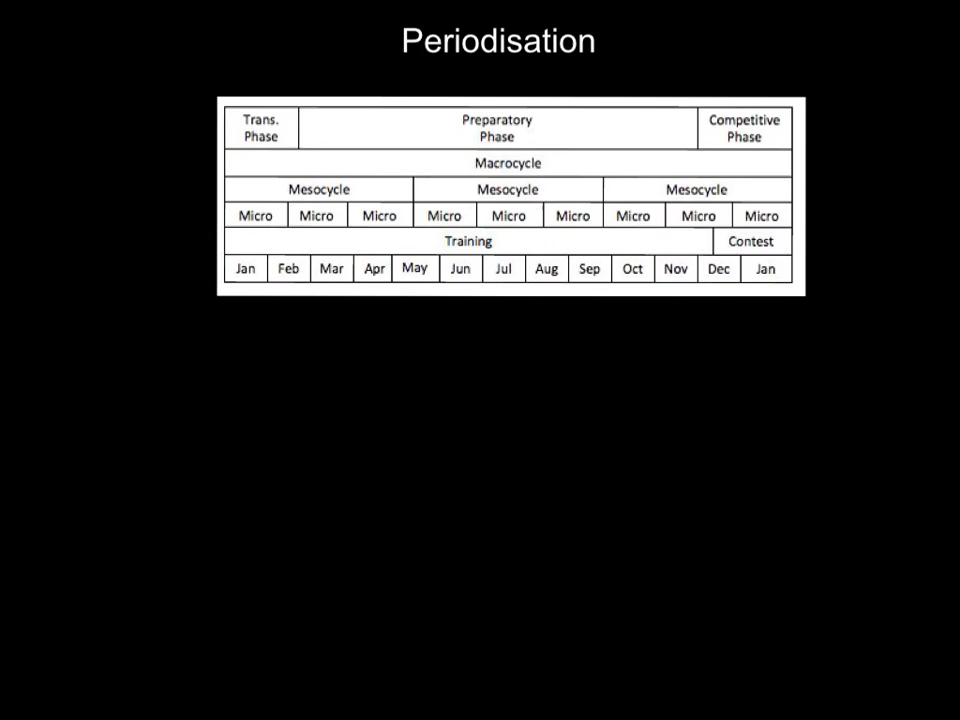 Periodisation
Trans. Phase Preparatory Phase Competitive Phase
Macrocycle
Mesocycle Mesocycle Mesocycle
Micro Micro Micro Micro Micro Micro Micro Micro Micro
Training Contest
Jan Feb Mar Apr May Jun Jul Aug Sep Oct Nov Dec Jan